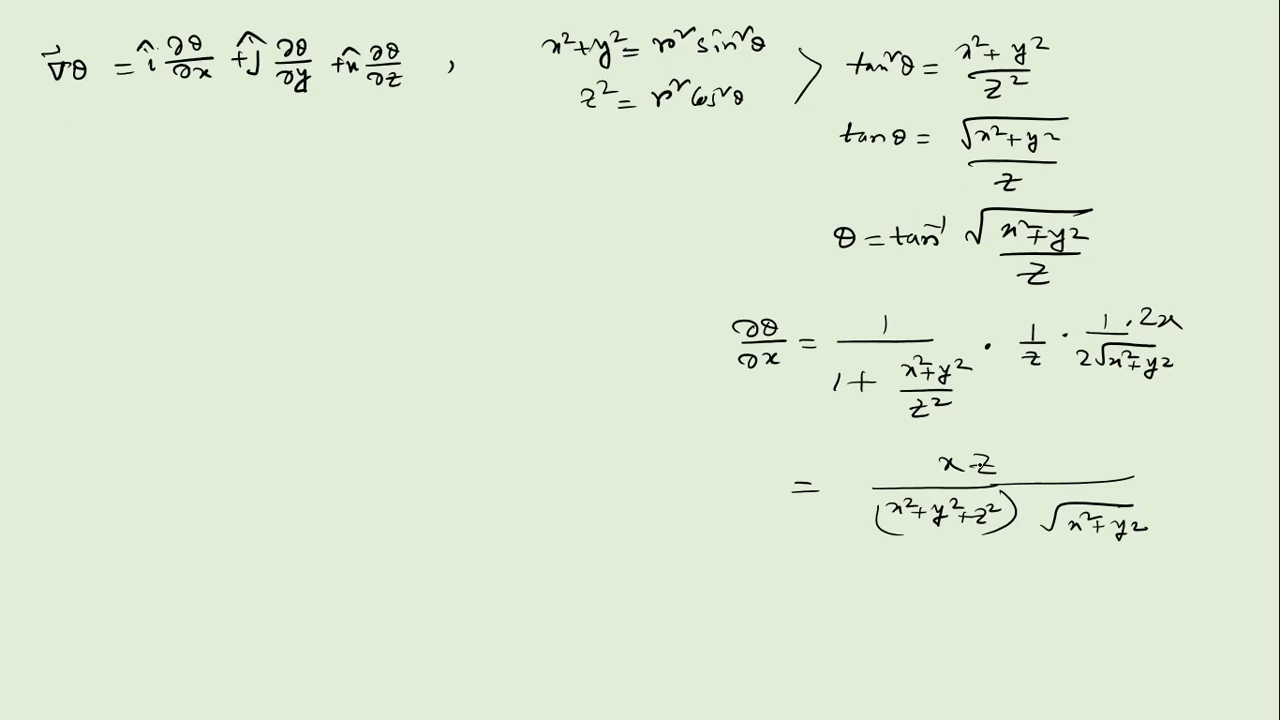 ∇⃗θ = î ∂θ/∂x + ĵ ∂θ/∂y + k̂ ∂θ/∂z ,
x²+y² = r² sin²θ
z² = r² cos²θ
tan²θ = (x²+y²)/z²
tanθ = √(x²+y²)/z
θ = tan⁻¹ √(x²+y²)/z
∂θ/∂x = 1/(1 + (x²+y²)/z²) · 1/z · 1·2x/(2√(x²+y²))
= xz/((x²+y²+z²) √(x²+y²))